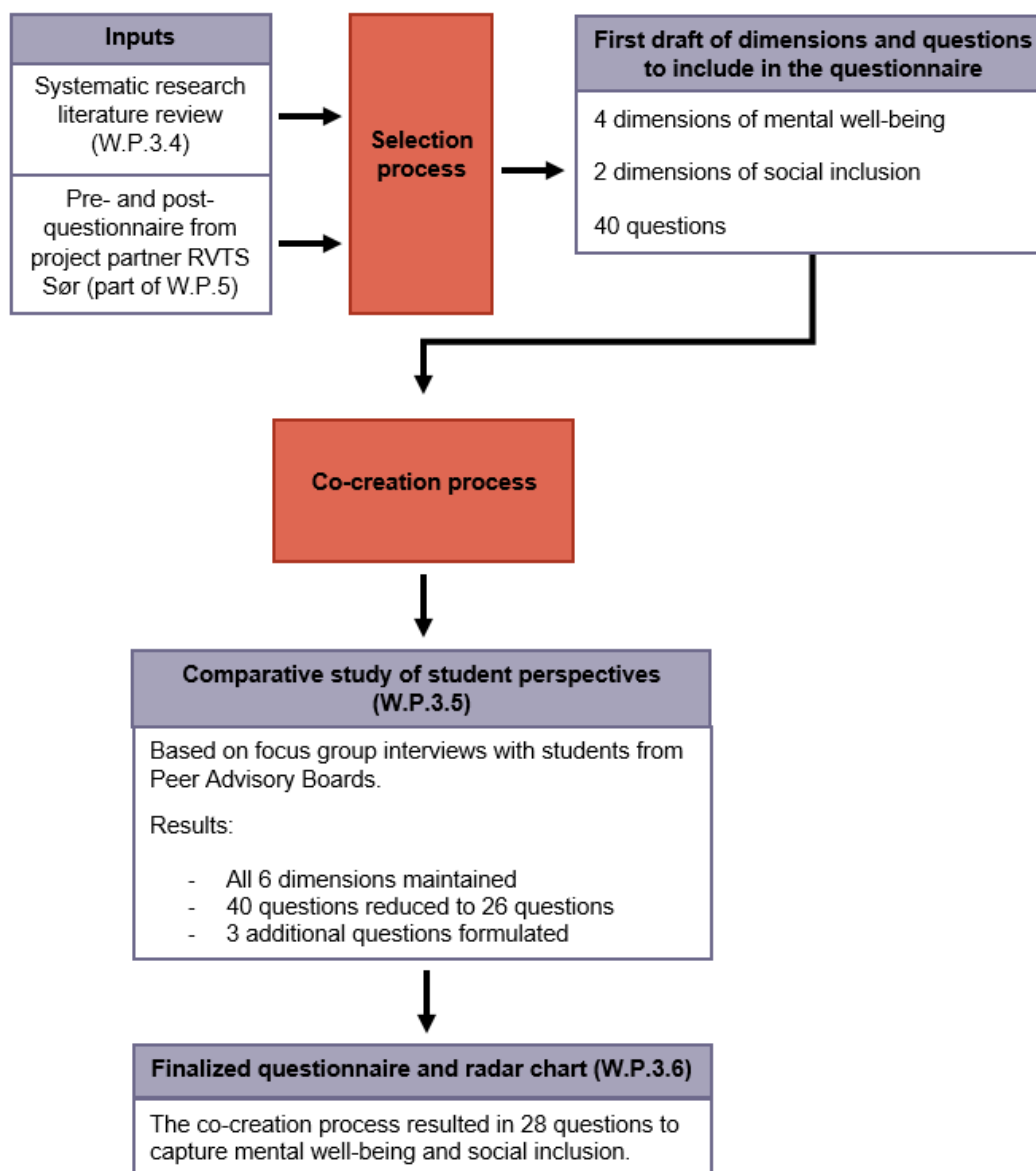 Inputs
Systematic research
literature review
(W.P.3.4)
Pre- and post-
questionnaire from
project partner RVTS
Sør (part of W.P.5)
Selection
process
First draft of dimensions and questions
to include in the questionnaire
4 dimensions of mental well-being
2 dimensions of social inclusion
40 questions
Co-creation process
Comparative study of student perspectives
(W.P.3.5)
Based on focus group interviews with students from
Peer Advisory Boards.
Results:
- All 6 dimensions maintained
- 40 questions reduced to 26 questions
- 3 additional questions formulated
Finalized questionnaire and radar chart (W.P.3.6)
The co-creation process resulted in 28 questions to
capture mental well-being and social inclusion.